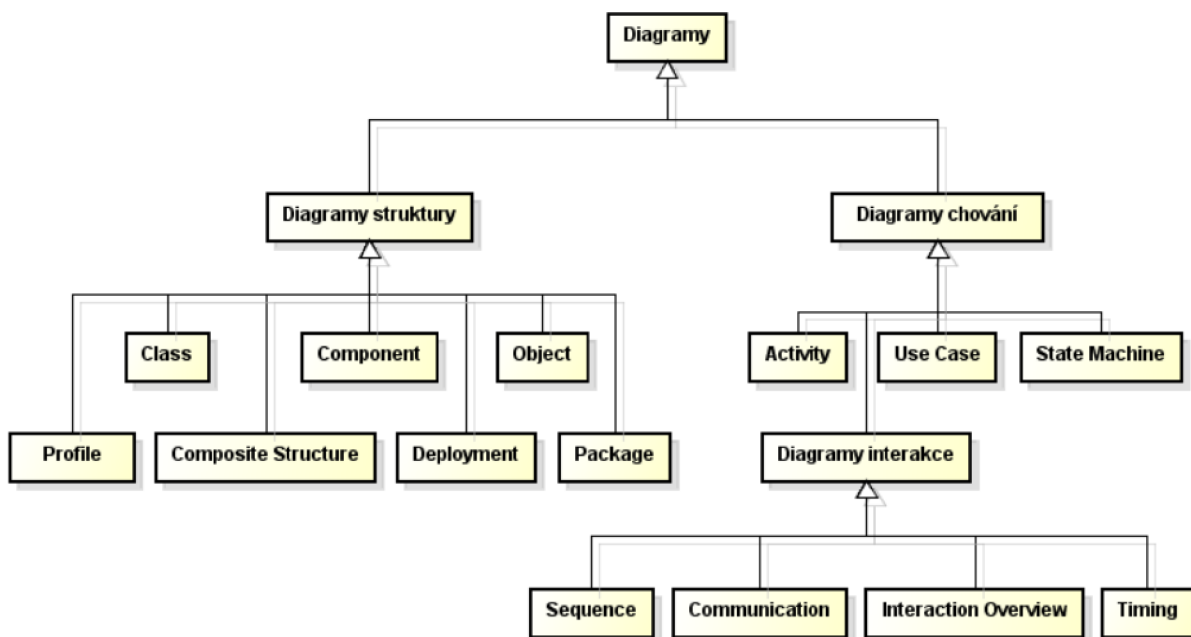 Diagramy
Diagramy struktury
Diagramy chování
Class
Component
Object
Activity
Use Case
State Machine
Profile
Composite Structure
Deployment
Package
Diagramy interakce
Sequence
Communication
Interaction Overview
Timing